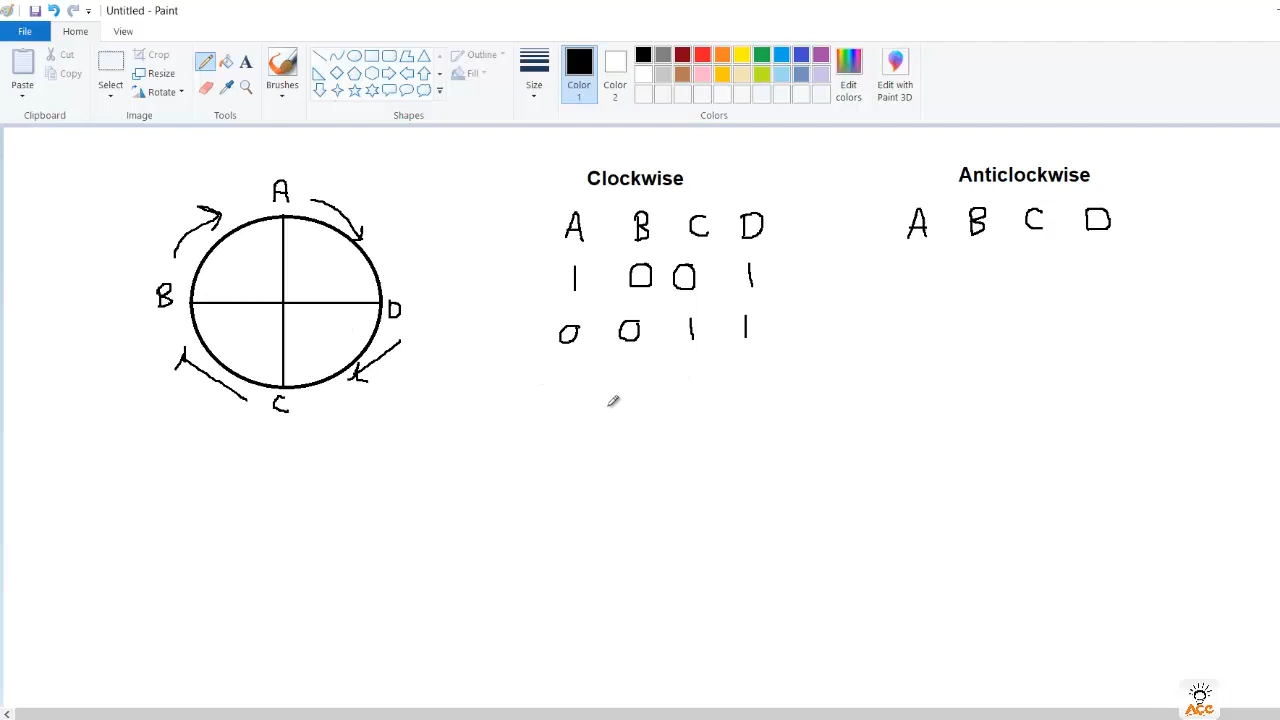 Untitled - Paint
File Home View
Paste Cut Copy
Clipboard
Select Crop Resize Rotate
Image
A
Tools
Brushes
Outline Fill
Shapes
Size
Color 1
Color 2
Edit colors
Edit with Paint 3D
Colors
A
B
D
C
Clockwise
A B C D
1 0 0 1
0 0 1 1
Anticlockwise
A B C D
ACC